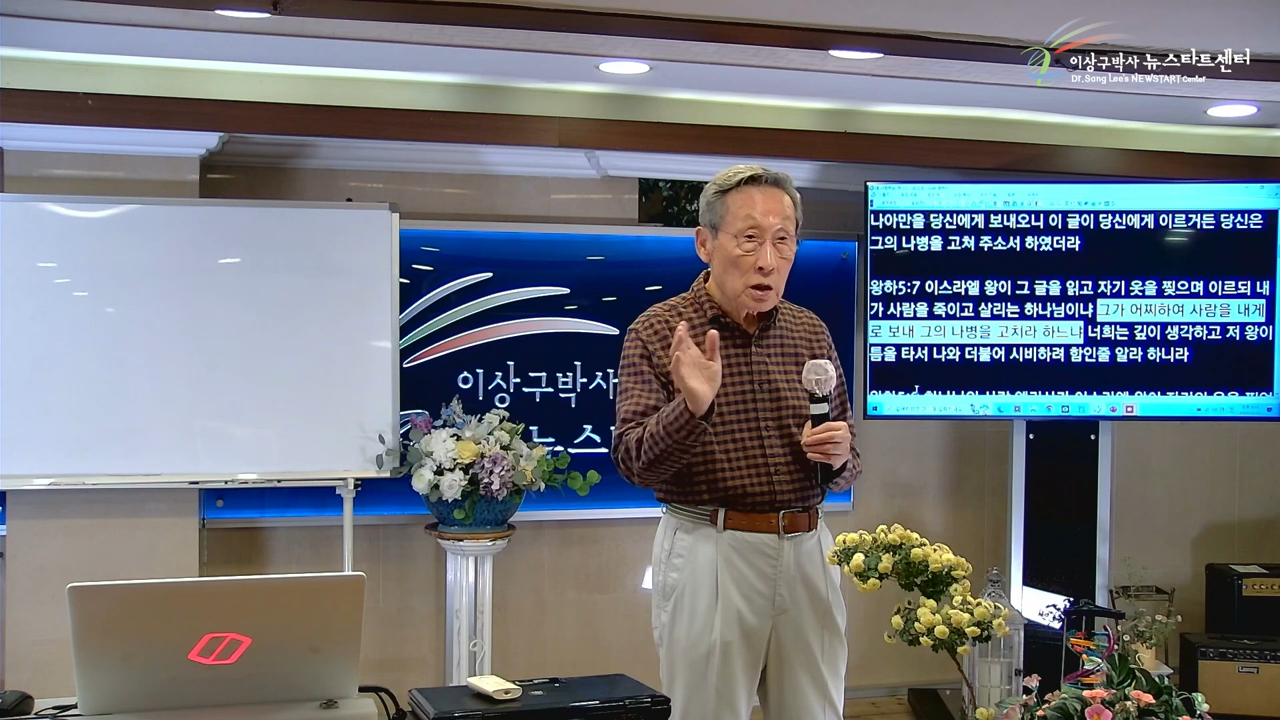 이상구박사 뉴스타트센터
Dr.Sang Lee's NEWSTART Center
나아만을 당신에게 보내오니 이 글이 당신에게 이르거든 당신은
그의 나병을 고쳐 주소서 하였더라
왕하5:7 이스라엘 왕이 그 글을 읽고 자기 옷을 찢으며 이르되 내
가 사람을 죽이고 살리는 하나님이냐 그가 어찌하여 사람을 내게
로 보내 그의 나병을 고치라 하느냐 너희는 깊이 생각하고 저 왕이
틈을 타서 나와 더불어 시비하려 함인줄 알라 하니라
이상구박사
뉴스